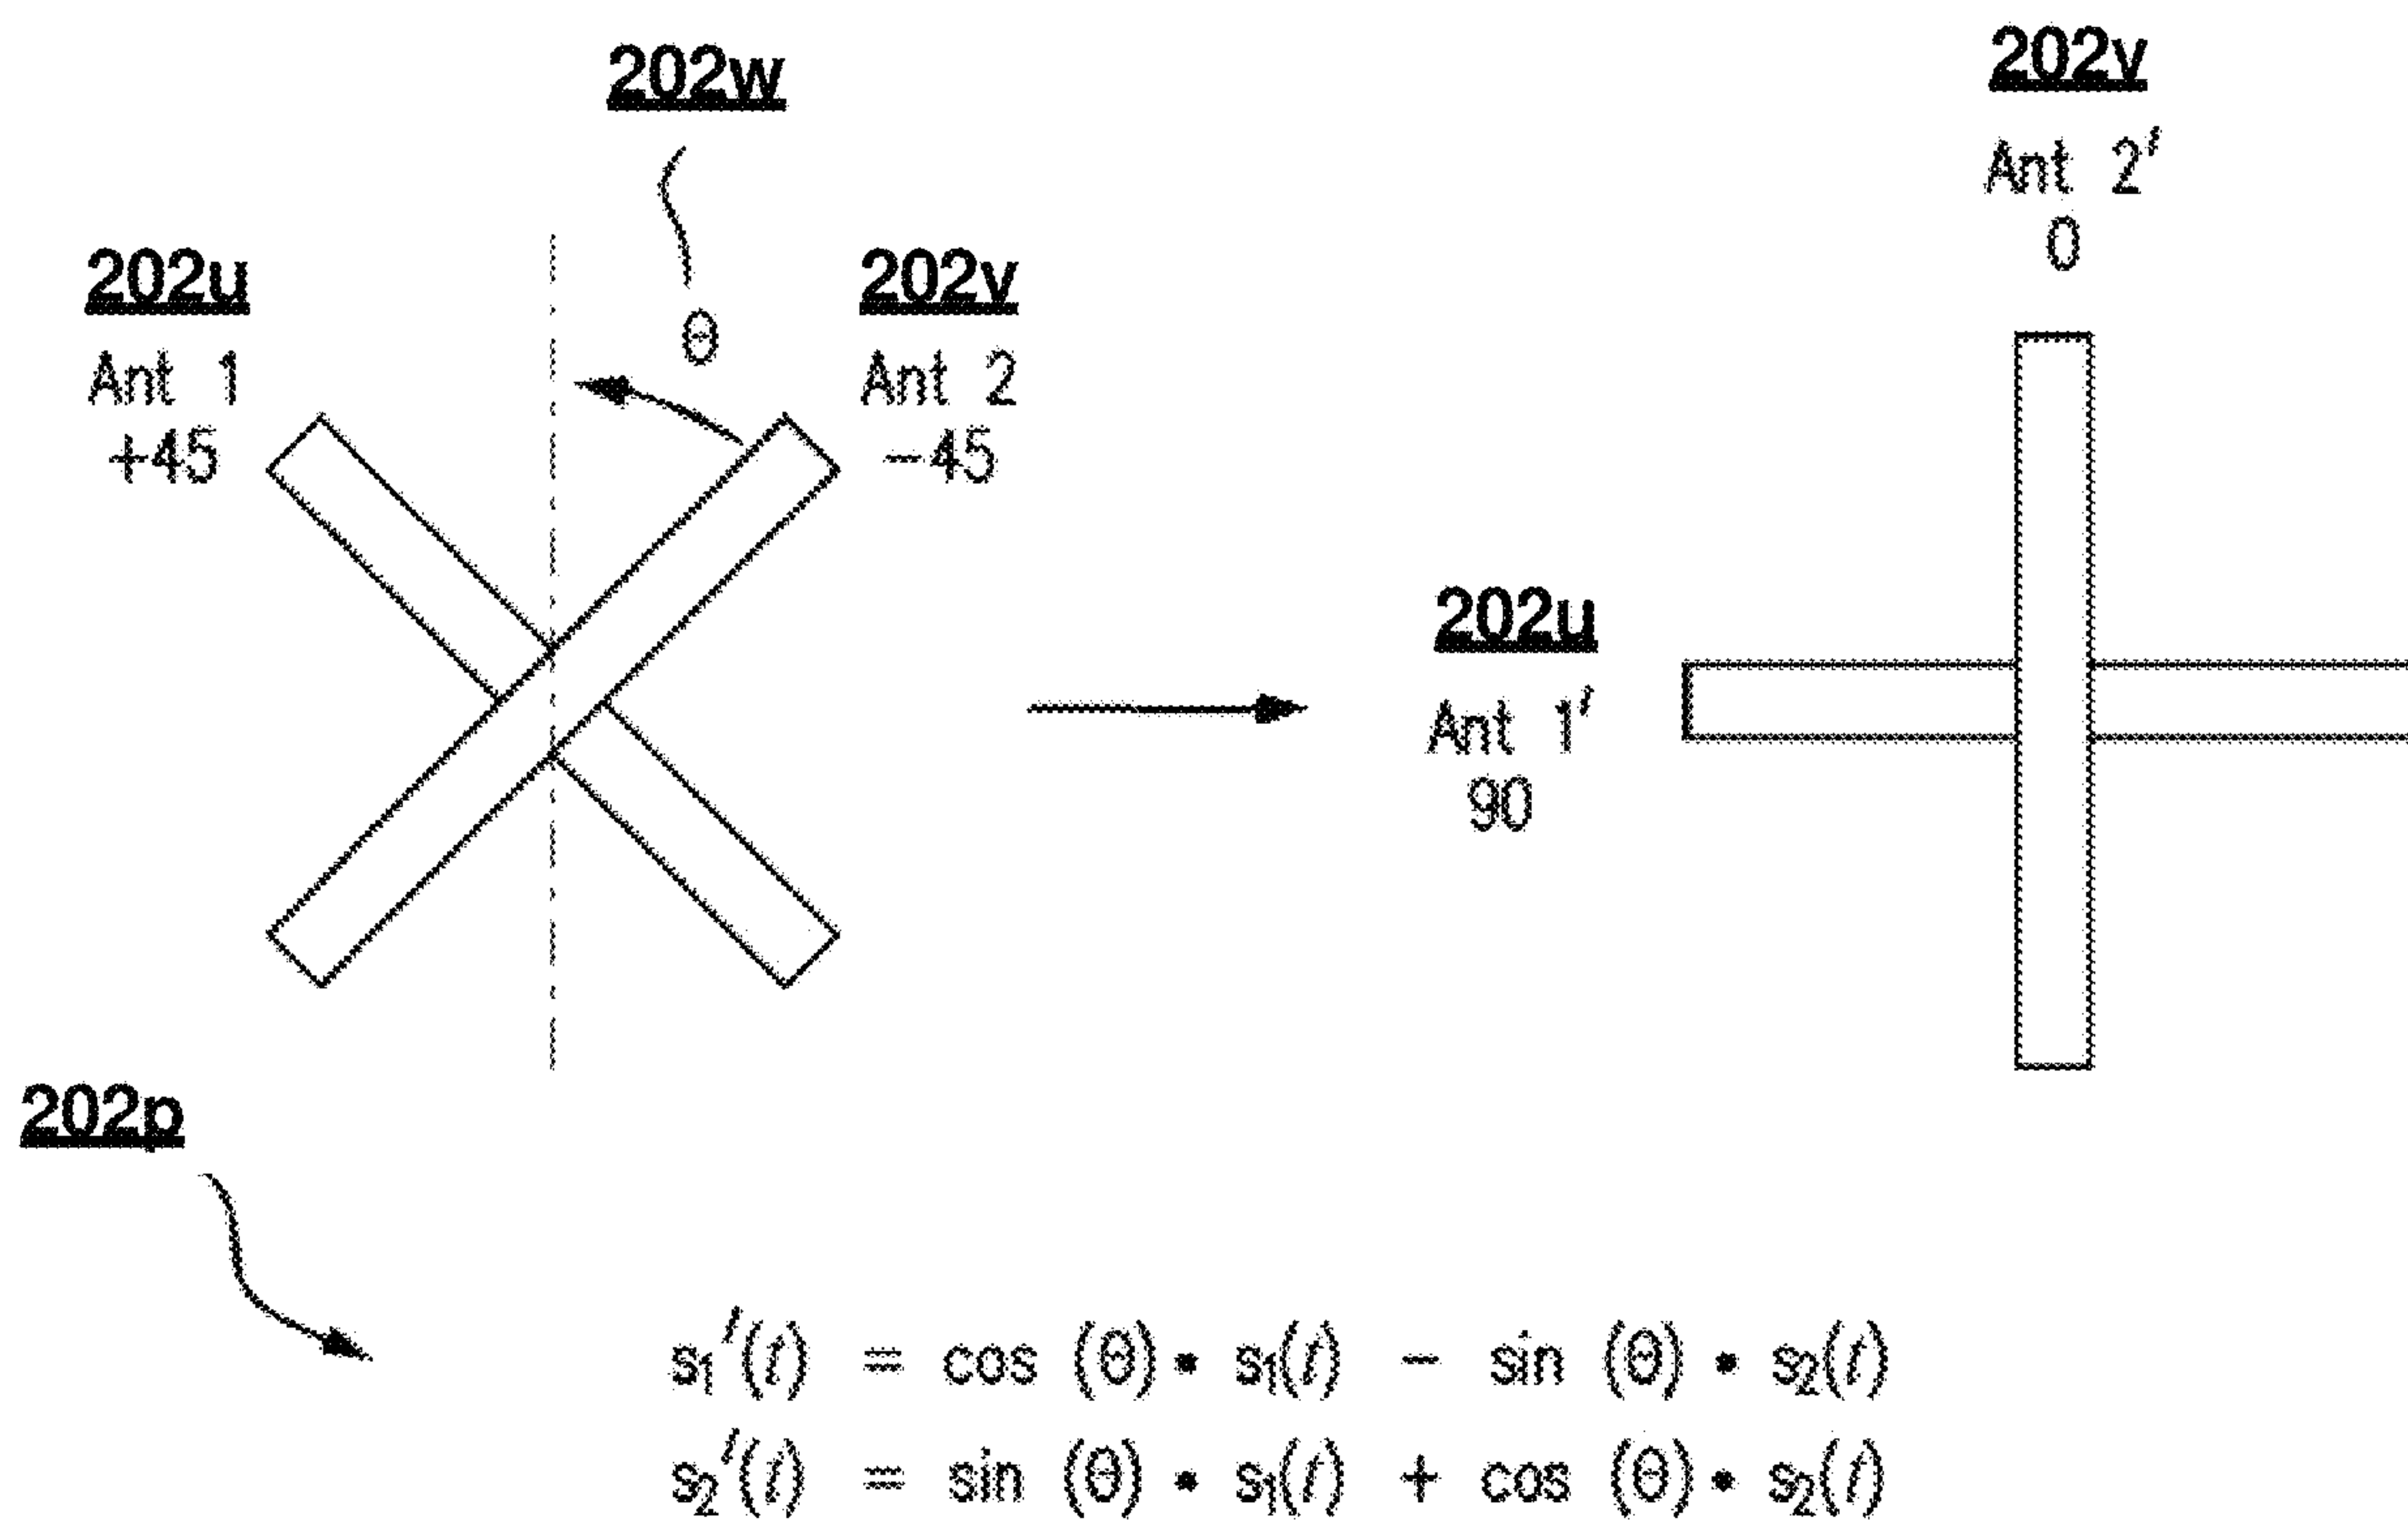 202w
θ
202u
Ant 1
+45
202v
Ant 2
−45
202v
Ant 2′
0
202u
Ant 1′
90
202p
s₁′(t) = cos (θ) • s₁(t) − sin (θ) • s₂(t)
s₂′(t) = sin (θ) • s₁(t) + cos (θ) • s₂(t)